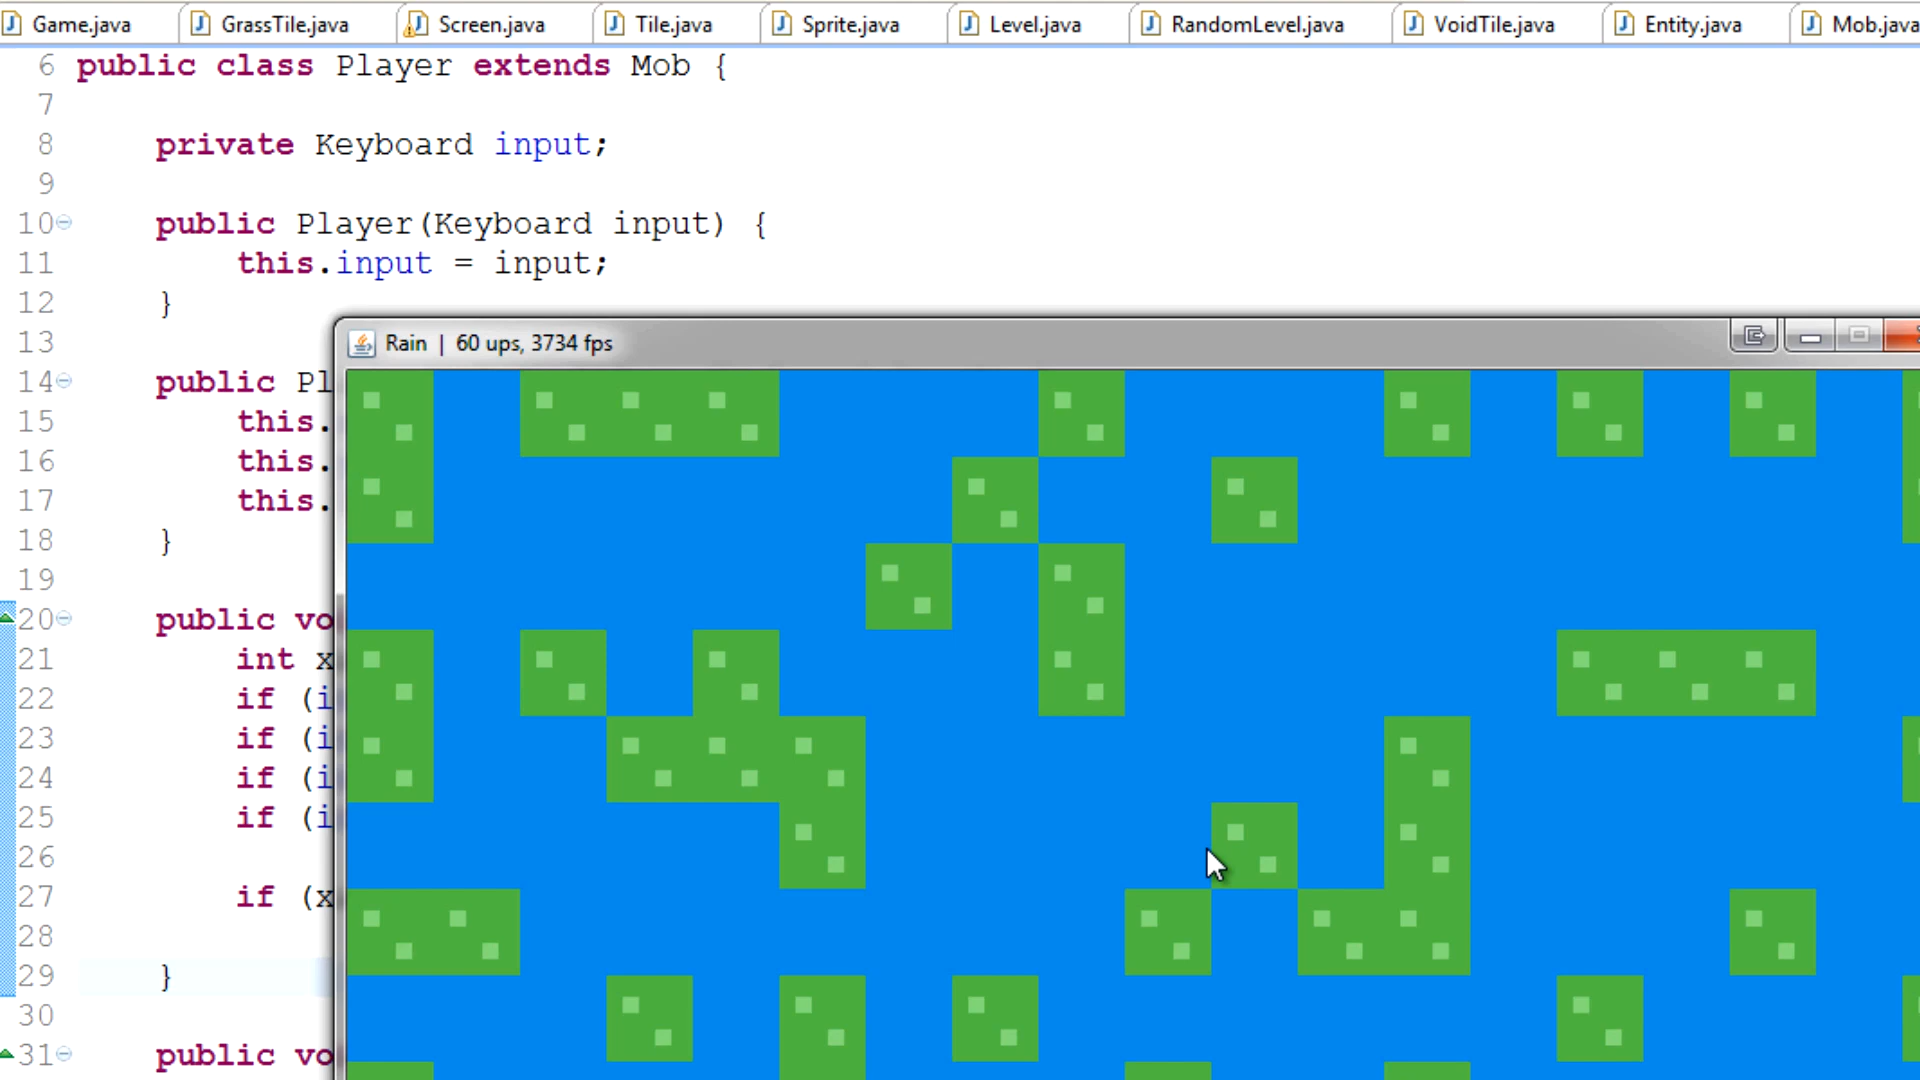 Game.java GrassTile.java Screen.java Tile.java Sprite.java Level.java RandomLevel.java VoidTile.java Entity.java Mob.java
6 public class Player extends Mob {
7
8 private Keyboard input;
9
10 public Player(Keyboard input) {
11 this.input = input;
12 }
13
Rain | 60 ups, 3734 fps
14 public Pl
15 this.
16 this.
17 this.
18 }
19
20 public vo
21 int x
22 if (i
23 if (i
24 if (i
25 if (i
26
27 if (x
28
29 }
30
31 public vo